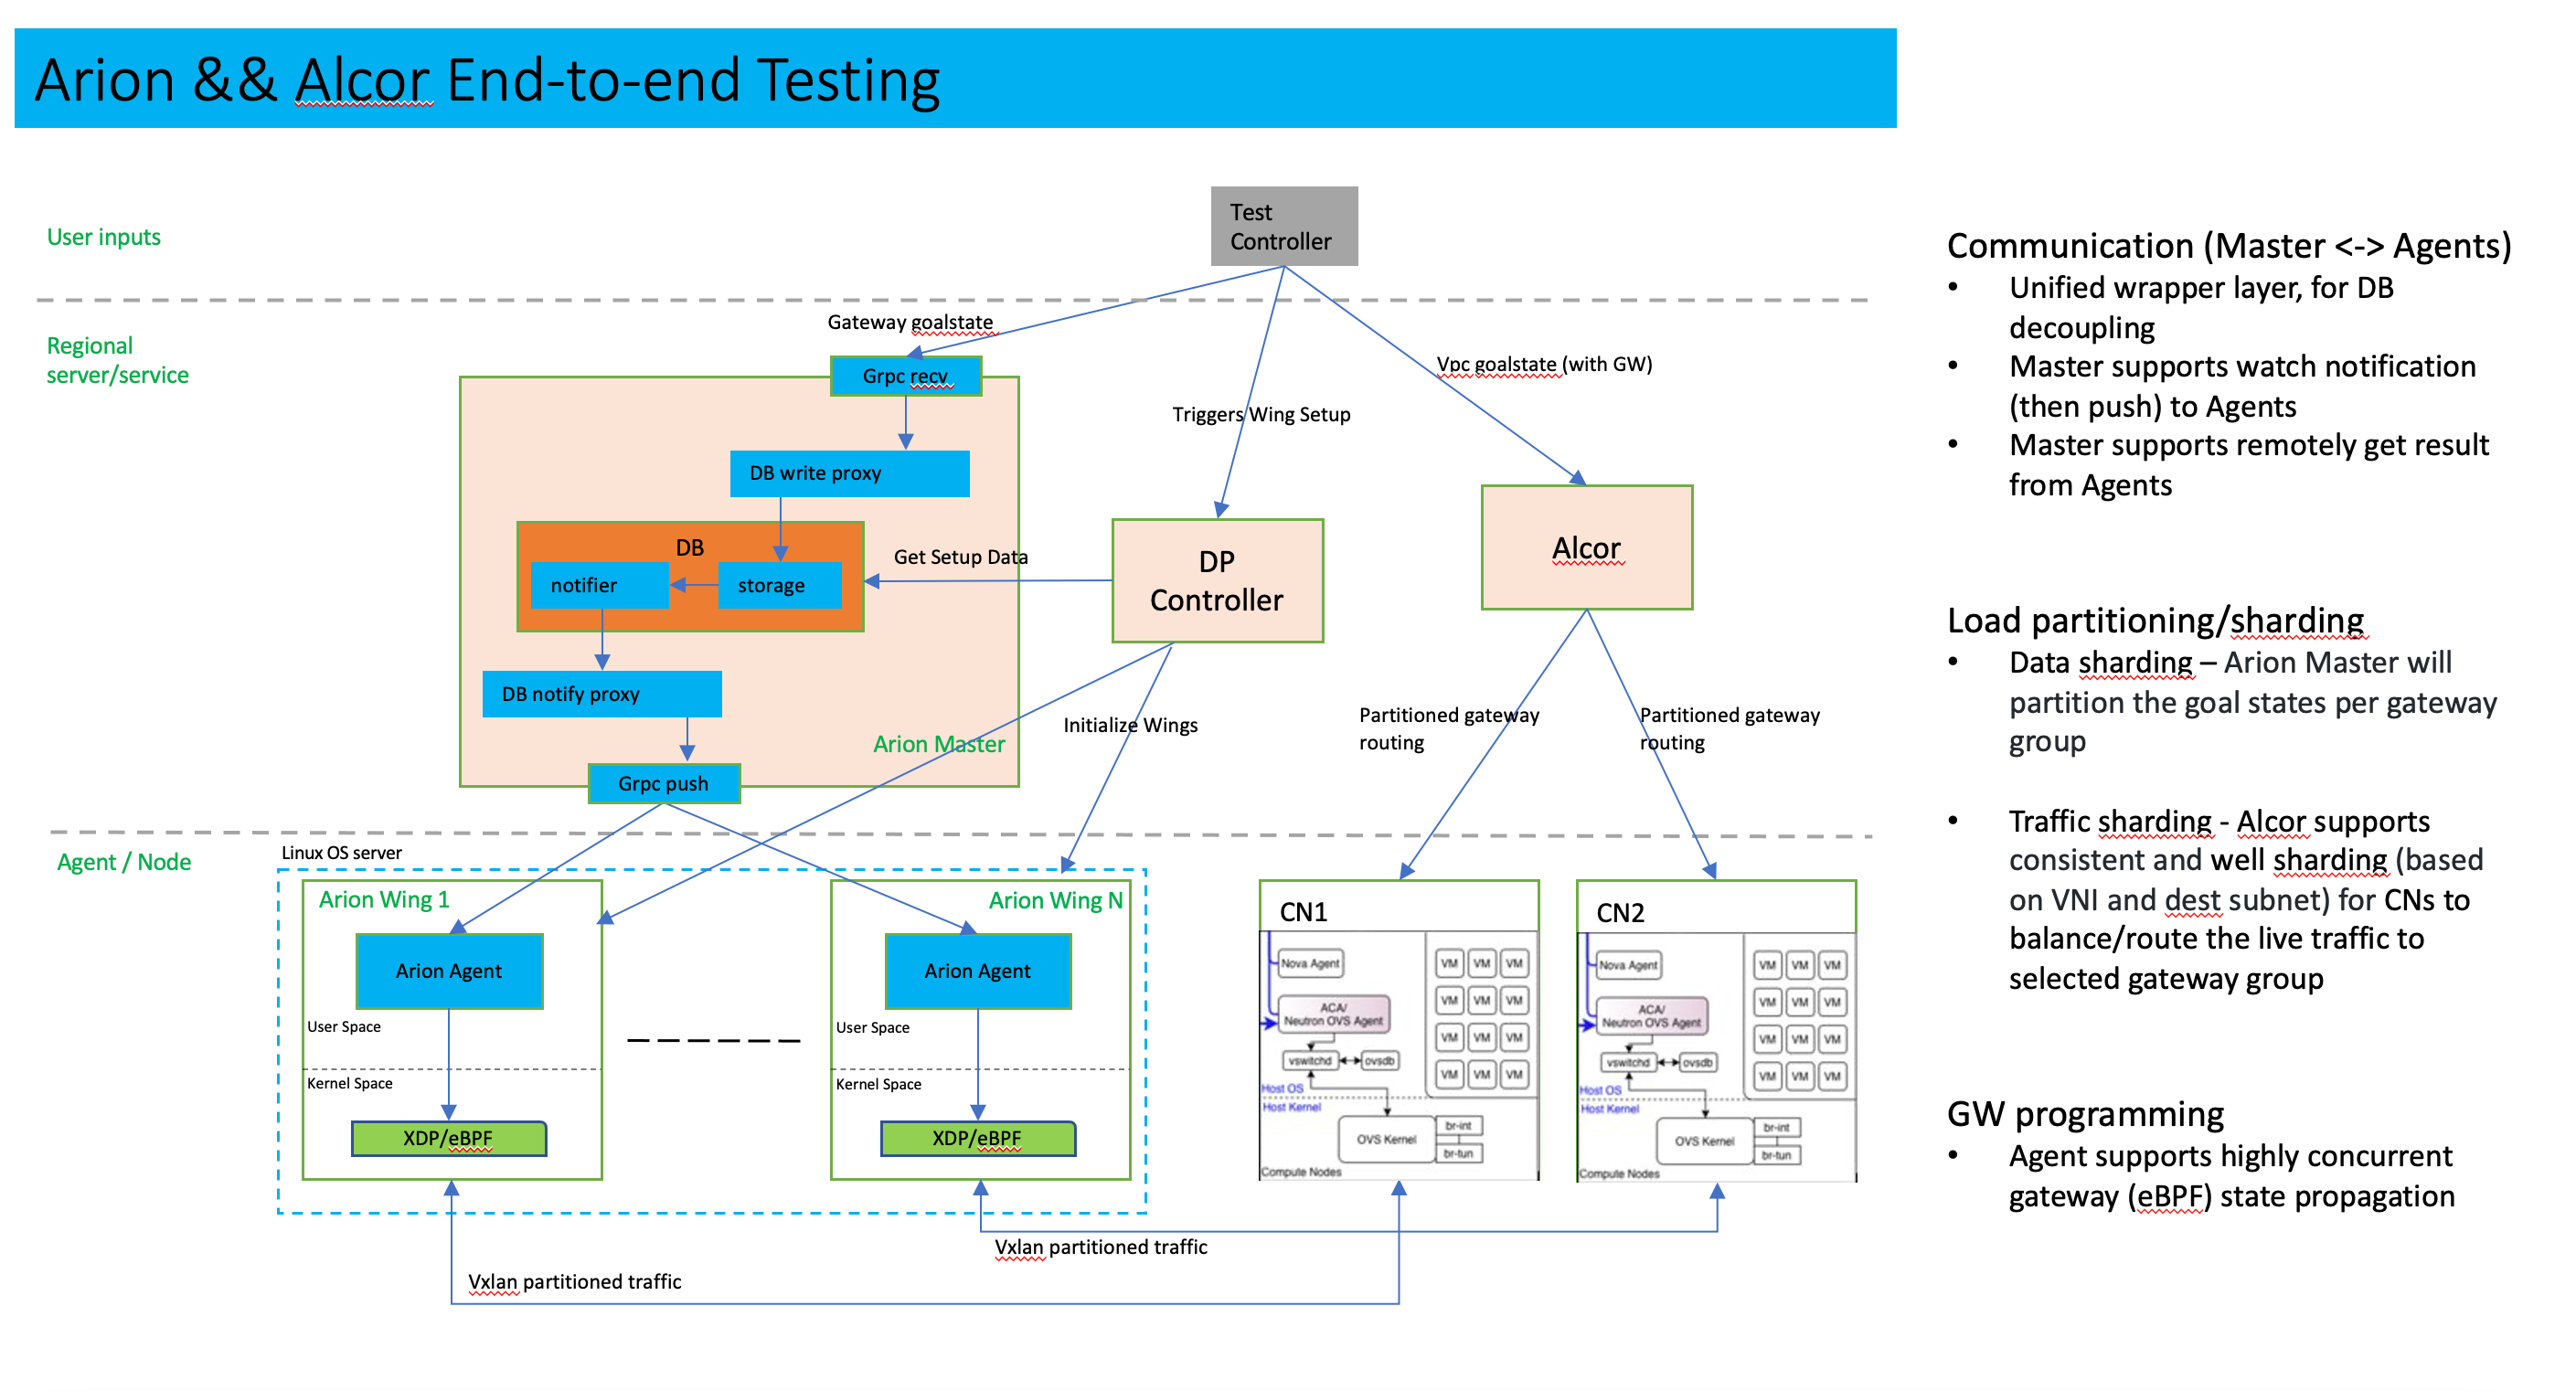 Arion && Alcor End-to-end Testing
User inputs
Test
Controller
Regional
server/service
Gateway goalstate
Grpc recv
Vpc goalstate (with GW)
Triggers Wing Setup
DB write proxy
DB
notifier
storage
Get Setup Data
DP
Controller
Alcor
DB notify proxy
Arion Master
Grpc push
Initialize Wings
Partitioned gateway
routing
Partitioned gateway
routing
Agent / Node
Linux OS server
Arion Wing 1
Arion Agent
User Space
Kernel Space
XDP/eBPF
Arion Wing N
Arion Agent
User Space
Kernel Space
XDP/eBPF
CN1
Nova Agent
ACA/
Neutron OVS Agent
vswitchd
ovsdb
Host OS
Host Kernel
OVS Kernel
br-int
br-tun
Compute Nodes
VM VM VM
VM VM VM
VM VM VM
VM VM VM
CN2
Nova Agent
ACA/
Neutron OVS Agent
vswitchd
ovsdb
Host OS
Host Kernel
OVS Kernel
br-int
br-tun
Compute Nodes
VM VM VM
VM VM VM
VM VM VM
VM VM VM
Vxlan partitioned traffic
Vxlan partitioned traffic
Communication (Master <-> Agents)
• Unified wrapper layer, for DB
decoupling
• Master supports watch notification
(then push) to Agents
• Master supports remotely get result
from Agents
Load partitioning/sharding
• Data sharding – Arion Master will
partition the goal states per gateway
group
• Traffic sharding - Alcor supports
consistent and well sharding (based
on VNI and dest subnet) for CNs to
balance/route the live traffic to
selected gateway group
GW programming
• Agent supports highly concurrent
gateway (eBPF) state propagation